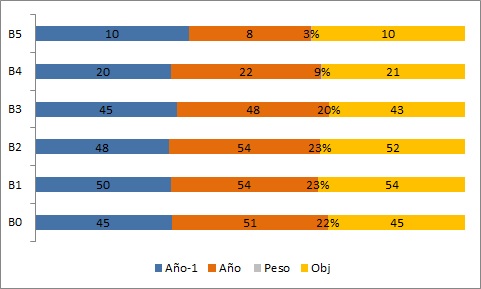 B5 10 8 3% 10
B4 20 22 9% 21
B3 45 48 20% 43
B2 48 54 23% 52
B1 50 54 23% 54
B0 45 51 22% 45
Año-1 Año Peso Obj